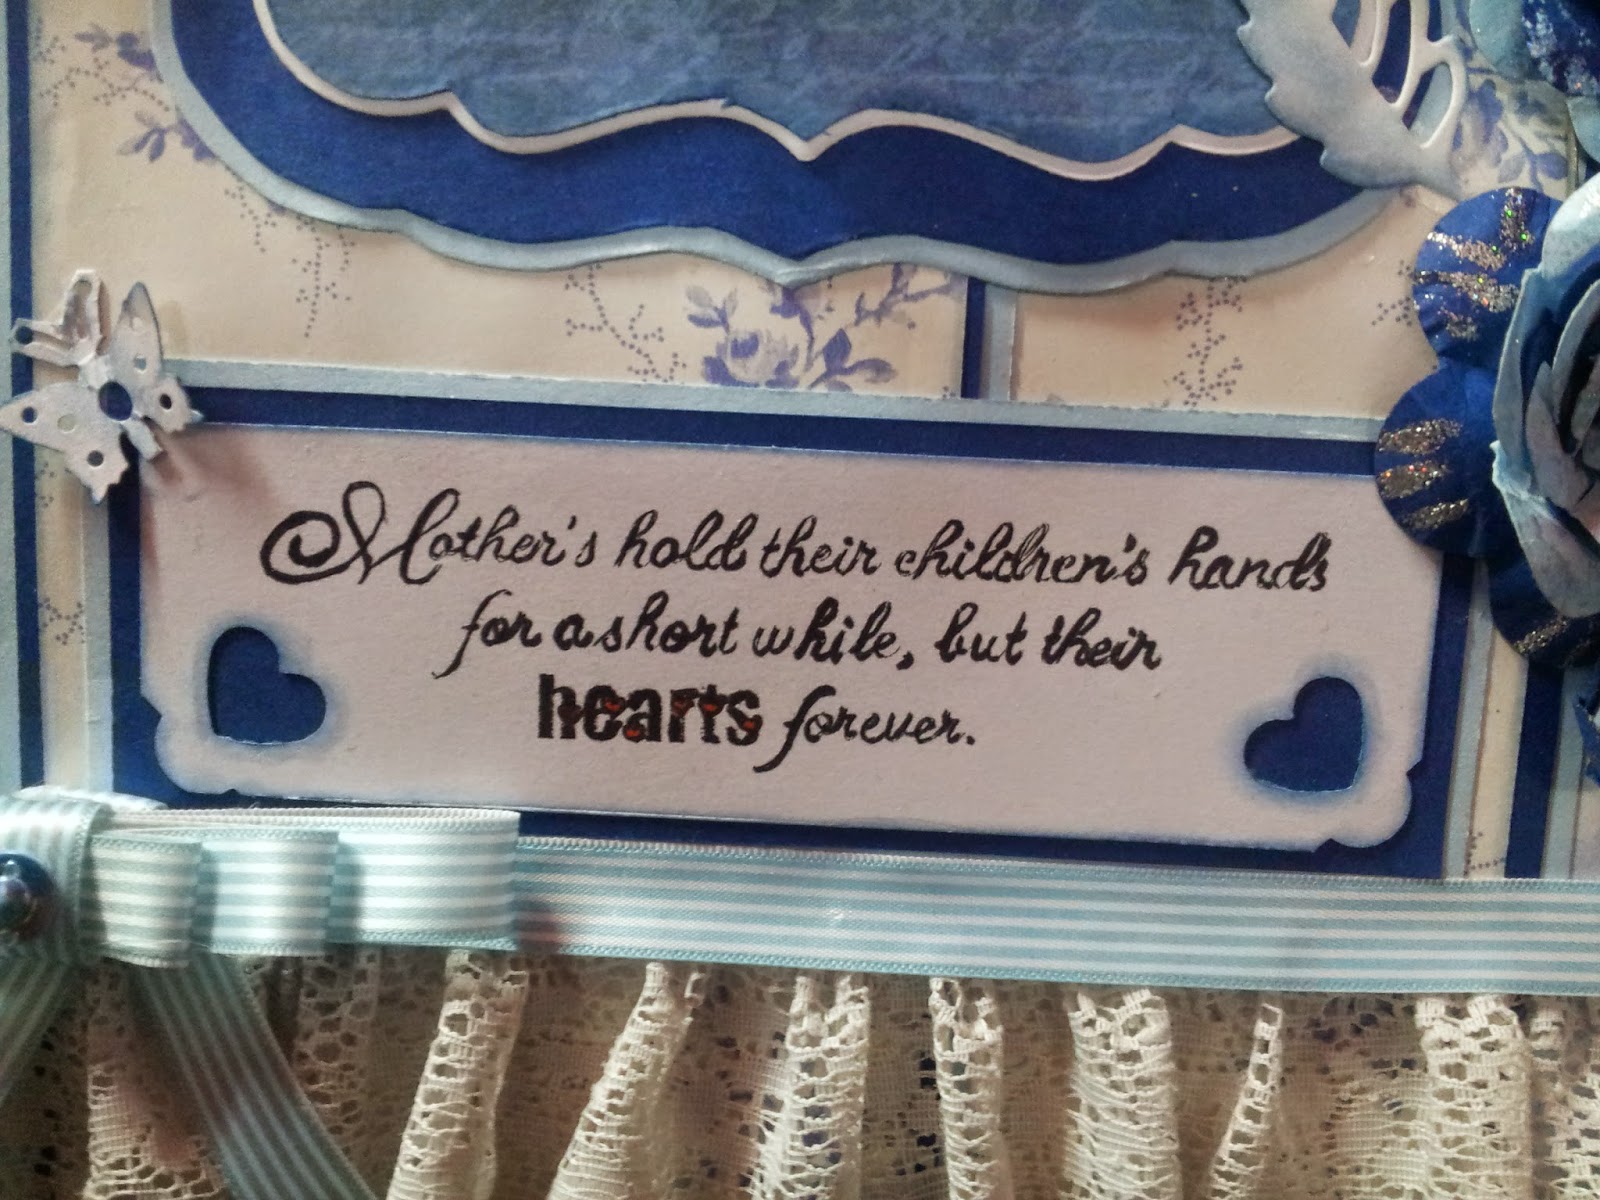 Mother's hold their children's hands
for a short while, but their
hearts forever.